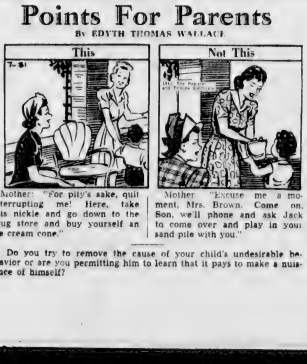 Points For Parents
By EDYTH THOMAS WALLACE
This
Not This
7-31
Mother: "For pity's sake, quit
terrupting me! Here, take
is nickle and go down to the
ug store and buy yourself an
e cream cone."
Mother "Excuse me a mo-
ment, Mrs. Brown. Come on,
Son, we'll phone and ask Jack
to come over and play in your
sand pile with you."
Do you try to remove the cause of your child's undesirable be-
avior or are you permitting him to learn that it pays to make a nui-
nce of himself?